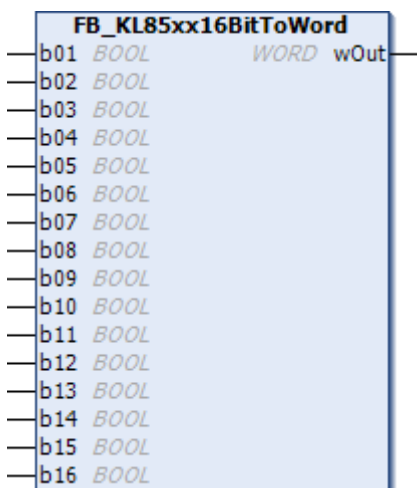 FB_KL85xx16BitToWord
b01 BOOL WORD wOut
b02 BOOL
b03 BOOL
b04 BOOL
b05 BOOL
b06 BOOL
b07 BOOL
b08 BOOL
b09 BOOL
b10 BOOL
b11 BOOL
b12 BOOL
b13 BOOL
b14 BOOL
b15 BOOL
b16 BOOL